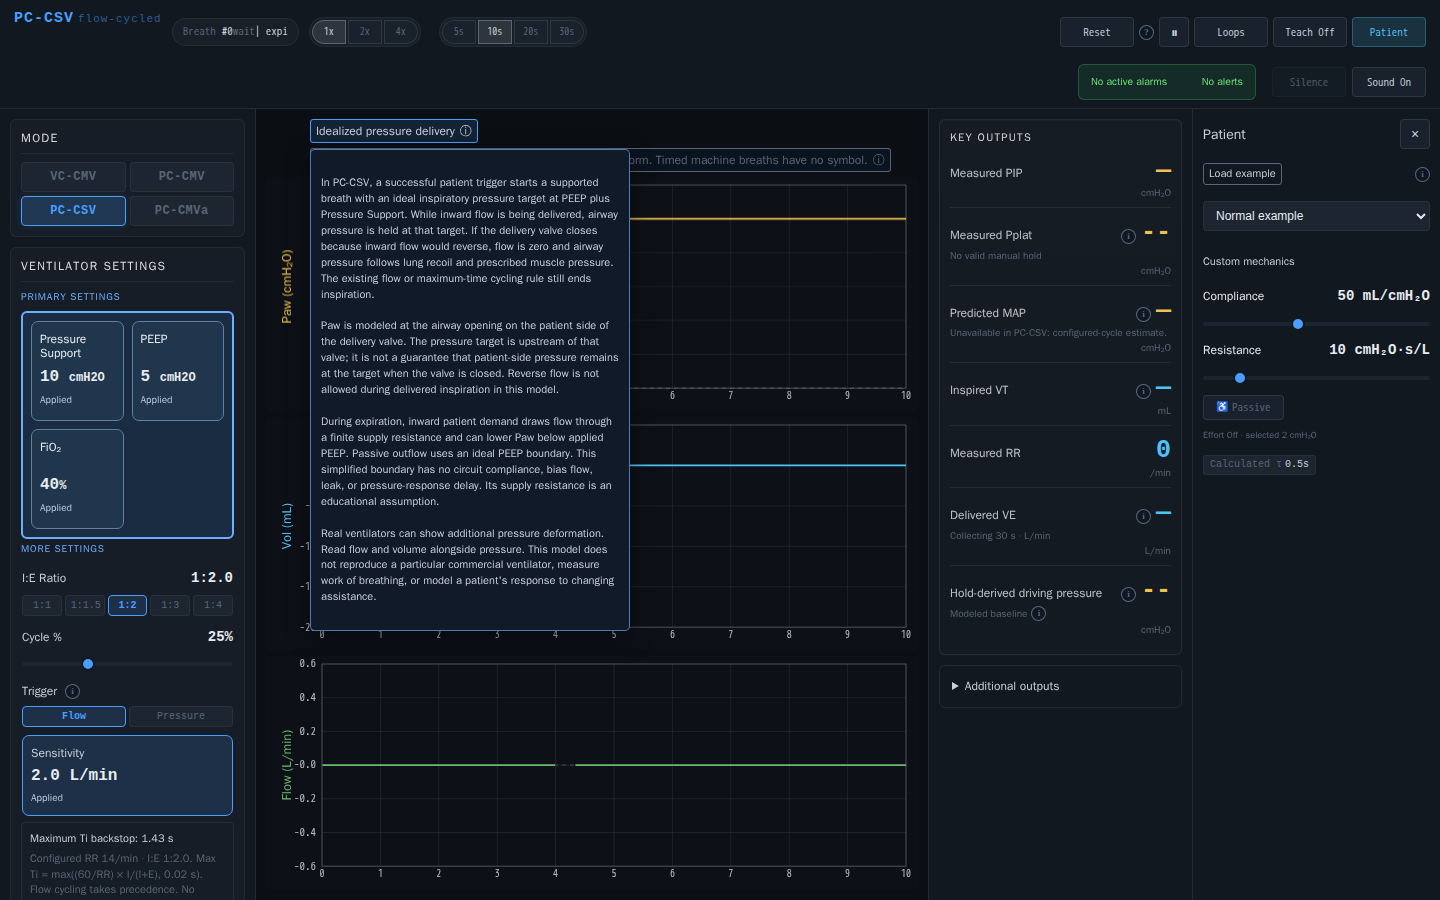 PC-CSV flow-cycled
Breath #0 wait| expi
1x 2x 4x
5s 10s 20s 30s
Reset ? ⏸ Loops Teach Off Patient
No active alarms No alerts
Silence Sound On
MODE
VC-CMV PC-CMV
PC-CSV PC-CMVa
VENTILATOR SETTINGS
PRIMARY SETTINGS
Pressure
Support
10 cmH2O
Applied
PEEP
5 cmH2O
Applied
FiO₂
40%
Applied
MORE SETTINGS
I:E Ratio 1:2.0
1:1 1:1.5 1:2 1:3 1:4
Cycle % 25%
Trigger i
Flow Pressure
Sensitivity
2.0 L/min
Applied
Maximum Ti backstop: 1.43 s
Configured RR 14/min · I:E 1:2.0. Max
Ti = max((60/RR) × I/(I+E), 0.02 s).
Flow cycling takes precedence. No
Idealized pressure delivery ⓘ
orm. Timed machine breaths have no symbol. ⓘ
In PC-CSV, a successful patient trigger starts a supported
breath with an ideal inspiratory pressure target at PEEP plus
Pressure Support. While inward flow is being delivered, airway
pressure is held at that target. If the delivery valve closes
because inward flow would reverse, flow is zero and airway
pressure follows lung recoil and prescribed muscle pressure.
The existing flow or maximum-time cycling rule still ends
inspiration.
Paw is modeled at the airway opening on the patient side of
the delivery valve. The pressure target is upstream of that
valve; it is not a guarantee that patient-side pressure remains
at the target when the valve is closed. Reverse flow is not
allowed during delivered inspiration in this model.
During expiration, inward patient demand draws flow through
a finite supply resistance and can lower Paw below applied
PEEP. Passive outflow uses an ideal PEEP boundary. This
simplified boundary has no circuit compliance, bias flow,
leak, or pressure-response delay. Its supply resistance is an
educational assumption.
Real ventilators can show additional pressure deformation.
Read flow and volume alongside pressure. This model does
not reproduce a particular commercial ventilator, measure
work of breathing, or model a patient's response to changing
assistance.
Paw (cmH₂O)
6 7 8 9 10
Vol (mL)
-1
-1
-2
0 1 2 3 4 5 6 7 8 9 10
Flow (L/min)
0.6
0.4
0.2
-0.0
-0.2
-0.4
-0.6
0 1 2 3 4 5 6 7 8 9 10
KEY OUTPUTS
Measured PIP —
cmH₂O
Measured Pplat i --
No valid manual hold
cmH₂O
Predicted MAP i —
Unavailable in PC-CSV: configured-cycle estimate.
cmH₂O
Inspired VT i —
mL
Measured RR 0
/min
Delivered VE i —
Collecting 30 s · L/min
L/min
Hold-derived driving pressure i --
Modeled baseline i
cmH₂O
▶ Additional outputs
Patient ×
Load example i
Normal example
Custom mechanics
Compliance 50 mL/cmH₂O
Resistance 10 cmH₂O·s/L
♿ Passive
Effort Off · selected 2 cmH₂O
Calculated τ 0.5s